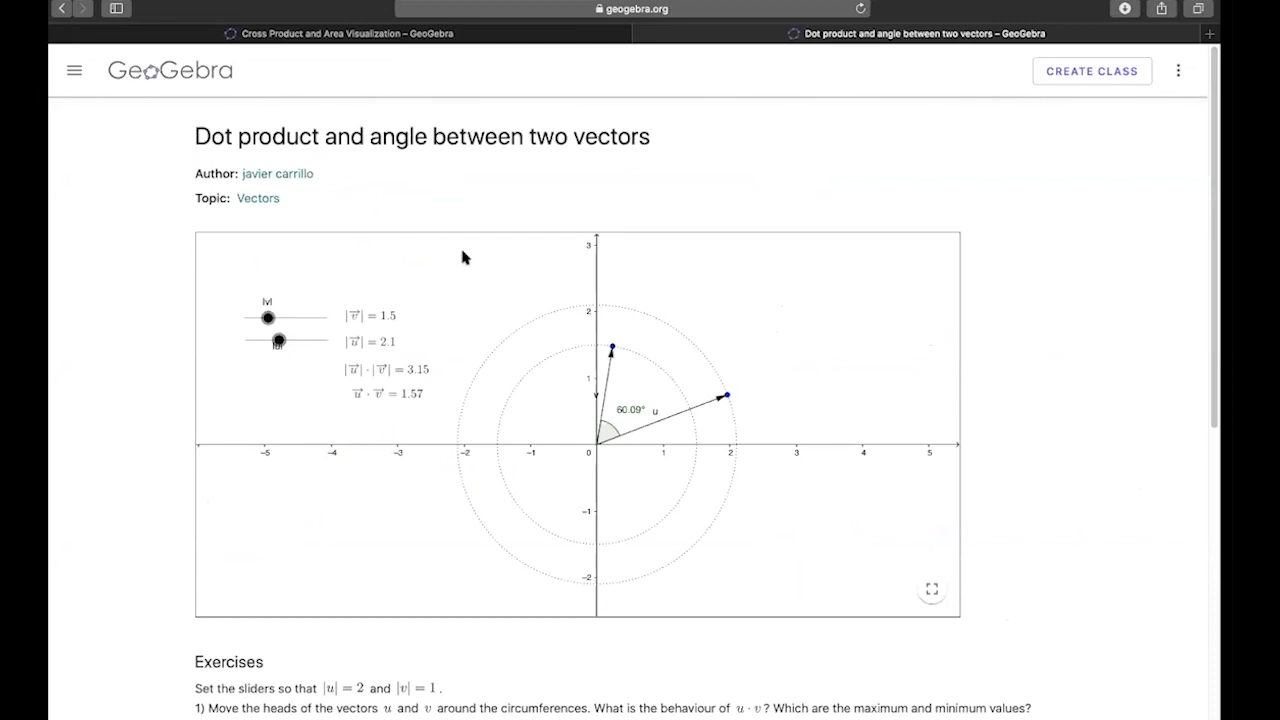 geogebra.org
Cross Product and Area Visualization – GeoGebra
Dot product and angle between two vectors – GeoGebra
GeoGebra
CREATE CLASS
Dot product and angle between two vectors
Author: javier carrillo
Topic: Vectors
|v|
|v⃗| = 1.5
|u⃗| = 2.1
|u|
|u⃗| · |v⃗| = 3.15
u⃗ · v⃗ = 1.57
3
2
1
60.09° u
v
−5 −4 −3 −2 −1 0 1 2 3 4 5
−1
−2
Exercises
Set the sliders so that |u| = 2 and |v| = 1 .
1) Move the heads of the vectors u and v around the circumferences. What is the behaviour of u · v? Which are the maximum and minimum values?